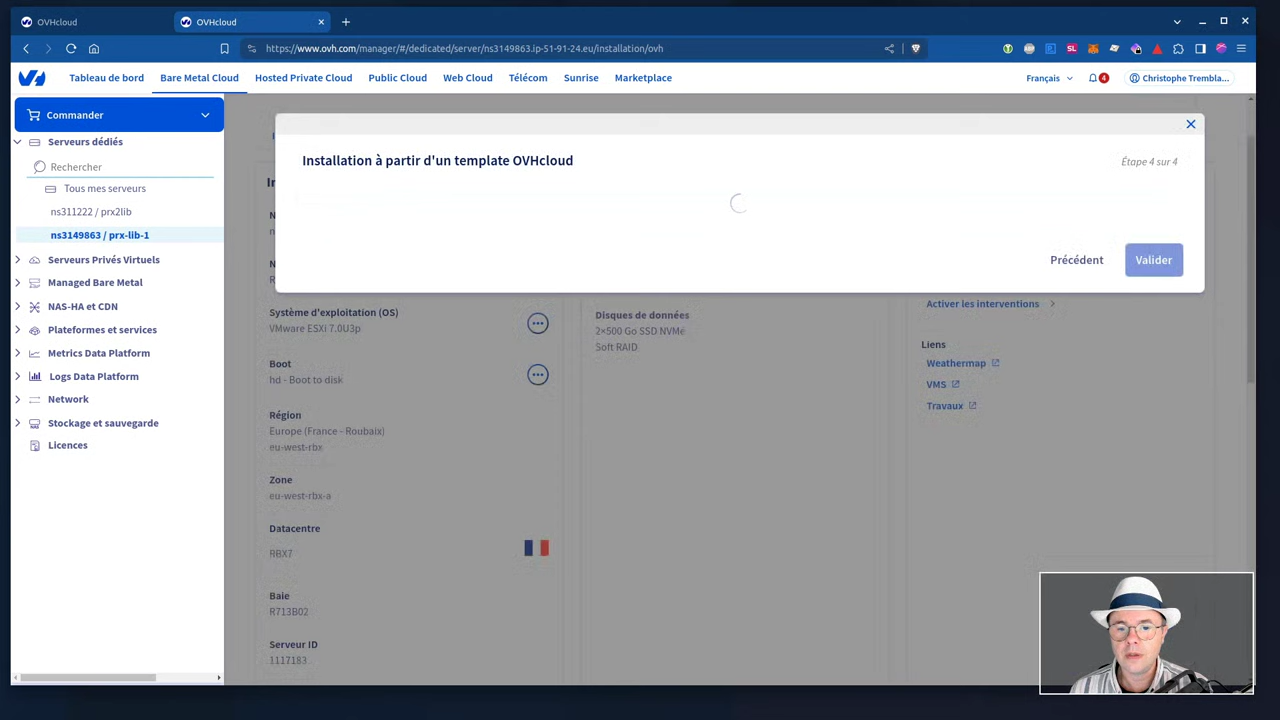 OVHcloud
OVHcloud
https://www.ovh.com/manager/#/dedicated/server/ns3149863.ip-51-91-24.eu/installation/ovh
Tableau de bord Bare Metal Cloud Hosted Private Cloud Public Cloud Web Cloud Télécom Sunrise Marketplace
Français 4 Christophe Trembla...
Commander
Serveurs dédiés
Rechercher
Tous mes serveurs
ns311222 / prx2lib
ns3149863 / prx-lib-1
Serveurs Privés Virtuels
Managed Bare Metal
NAS-HA et CDN
Plateformes et services
Metrics Data Platform
Logs Data Platform
Network
Stockage et sauvegarde
Licences
Installation à partir d'un template OVHcloud
Étape 4 sur 4
Précédent Valider
Système d'exploitation (OS)
VMware ESXi 7.0U3p
Boot
hd - Boot to disk
Région
Europe (France - Roubaix)
eu-west-rbx
Zone
eu-west-rbx-a
Datacentre
RBX7
Baie
R713B02
Serveur ID
1117183
Disques de données
2×500 Go SSD NVMe
Soft RAID
Activer les interventions
Liens
Weathermap
VMS
Travaux